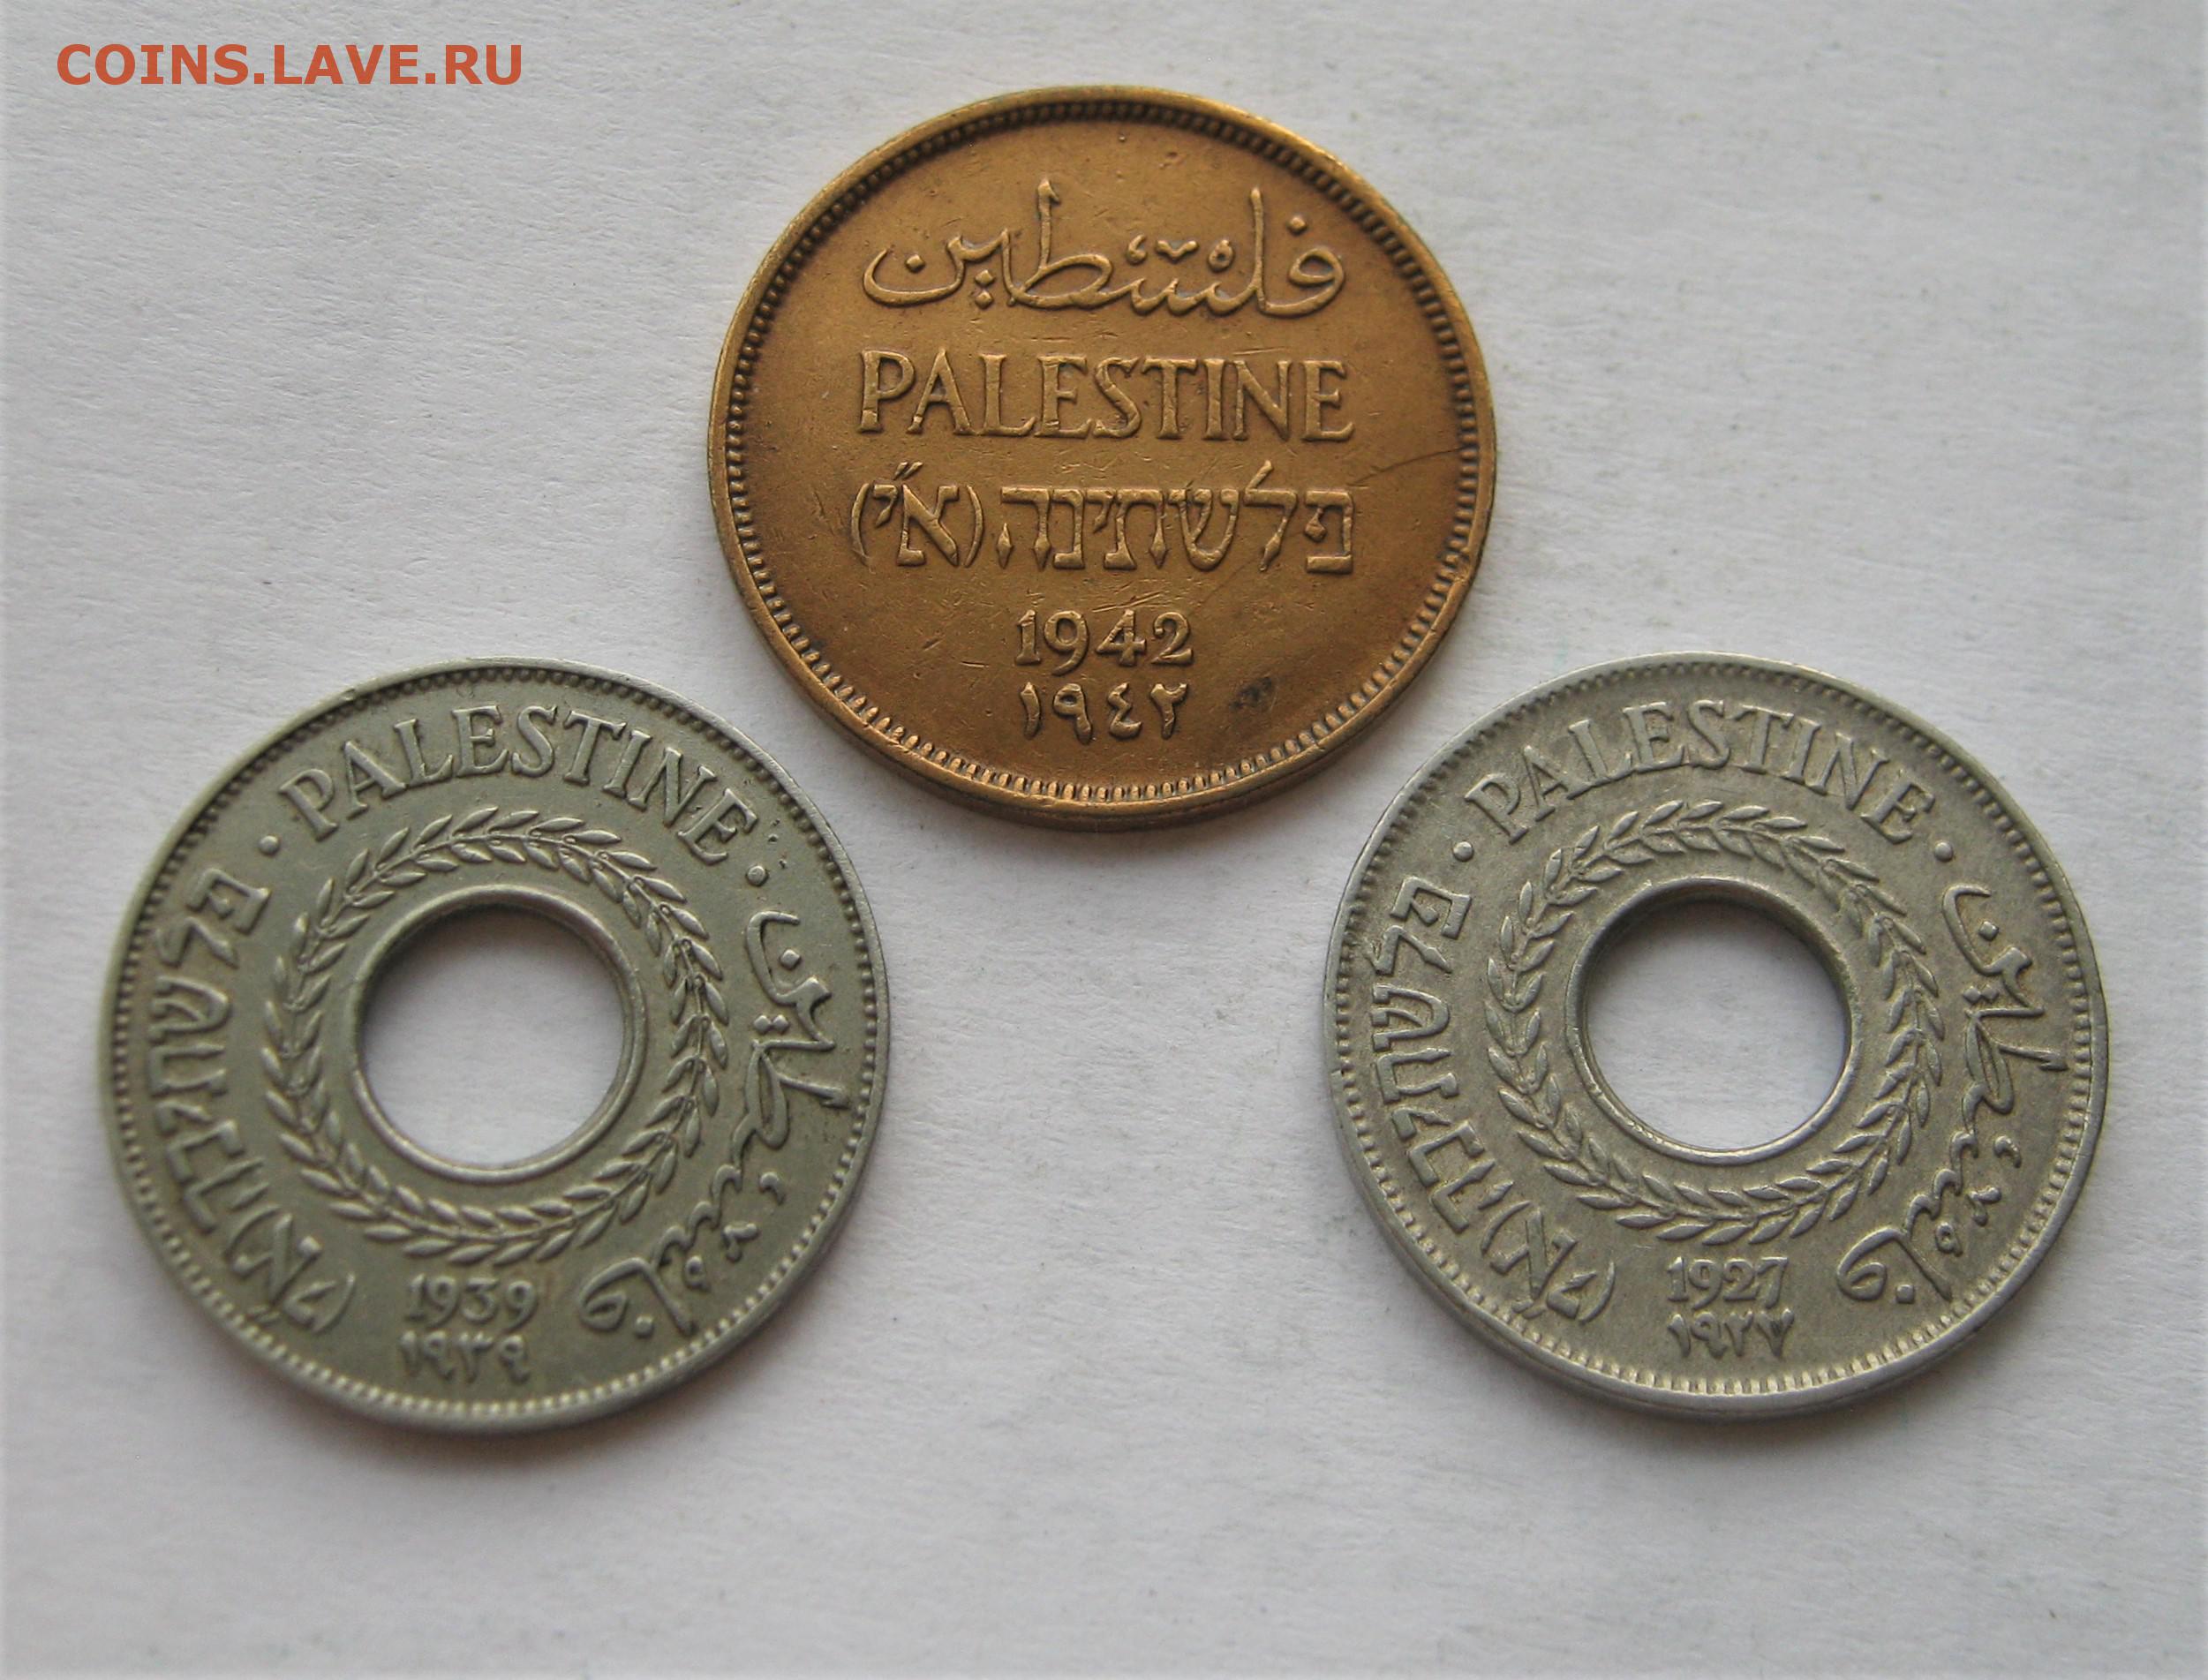 COINS.LAVE.RU
فلسطين
PALESTINE
פלשתינה (א״י)
1942
١٩٤٢
PALESTINE
פלשתינה (א״י)
فلسطين
1939
١٩٣٩
PALESTINE
פלשתינה (א״י)
فلسطين
1927
١٩٢٧